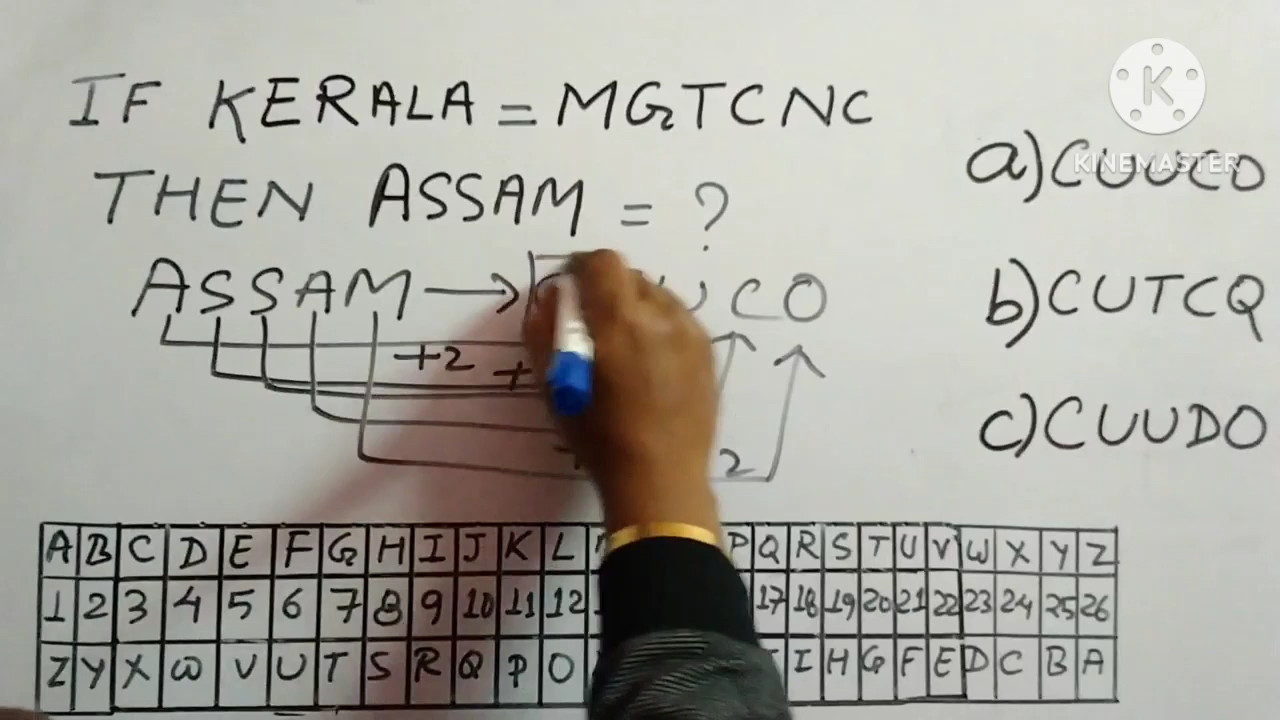 IF KERALA = MGTCNC
THEN ASSAM = ?
ASSAM → CO
+2 +
2
a) CUUCO
b) CUTCQ
c) CUUDO
K
KINEMASTER
A B C D E F G H I J K L P Q R S T U V W X Y Z
1 2 3 4 5 6 7 8 9 10 11 12 17 18 19 20 21 22 23 24 25 26
Z Y X W V U T S R Q P O I H G F E D C B A